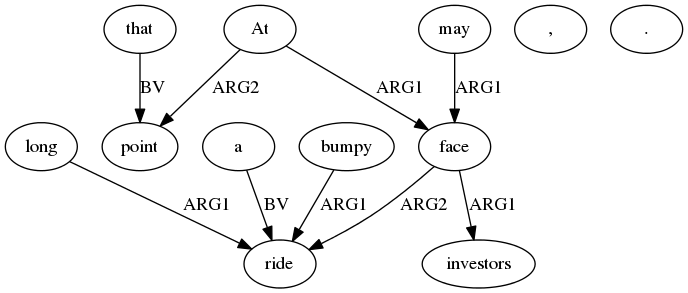 that At may , .
BV ARG2 ARG1 ARG1
long point a bumpy face
ARG1 BV ARG1 ARG2 ARG1
ride investors